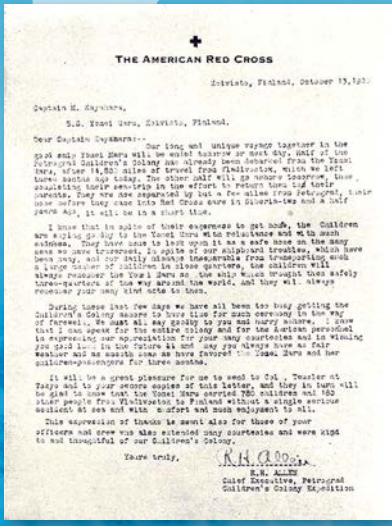 THE AMERICAN RED CROSS
Koivisto, Finland, October 13, 1920
Captain M. Kayahara,
S.S. Yomei Maru, Koivisto, Finland.
Dear Captain Kayahara:--
Our long and unique voyage together in the
good ship Yomei Maru will be ended tomorrow or next day. Half of the
Petrograd Children's Colony has already been debarked from the Yomei
Maru, after 14,800 miles of travel from Vladivostok, which we left
three months ago today. The other half will go ashore tomorrow, thus
completing their sea-trip in the effort to return them to their
parents. They are now separated by but a few miles from Petrograd, their
home before they came into Red Cross care in Siberia-two and a half
years ago, it will be in a short time.
I know that in spite of their eagerness to get home, the Children
are saying goodby to the Yomei Maru with reluctance and with much
sadness. They have come to look upon it as a safe home on the many
seas we have traversed. In spite of our shipboard troubles, which have
been many, and our daily mishaps inseparable from transporting such
a large number of children in close quarters, the children will
always remember the Yomei Maru as the ship which brought them safely
three-quarters of the way around the world. And they will always
remember your many kind acts to them.
During these last few days we have all been too busy getting the
Children's Colony ashore to have time for much ceremony in the way
of farewell. We must all say goodby to you and hurry ashore. I know
that I can speak for the entire colony and for the American personnel
in expressing our appreciation for your many courtesies and in wishing
you good luck in the future and may you always have as fair
weather and as smooth seas as have favored the Yomei Maru and her
children-passengers for three months.
It will be a great pleasure for me to send to Col. Teusler at
Tokyo and to your owners copies of this letter, and they in turn will
be glad to know that the Yomei Maru carried 780 children and
other people from Vladivostok to Finland without a single serious
accident at sea and with comfort and much enjoyment to all.
This expression of thanks is meant also for those of your
officers and crew who also extended many courtesies and were kind
to and thoughtful of our Children's Colony.
Yours truly,
R.H. Allen
R.H. ALLEN
Chief Executive, Petrograd
Children's Colony Expedition